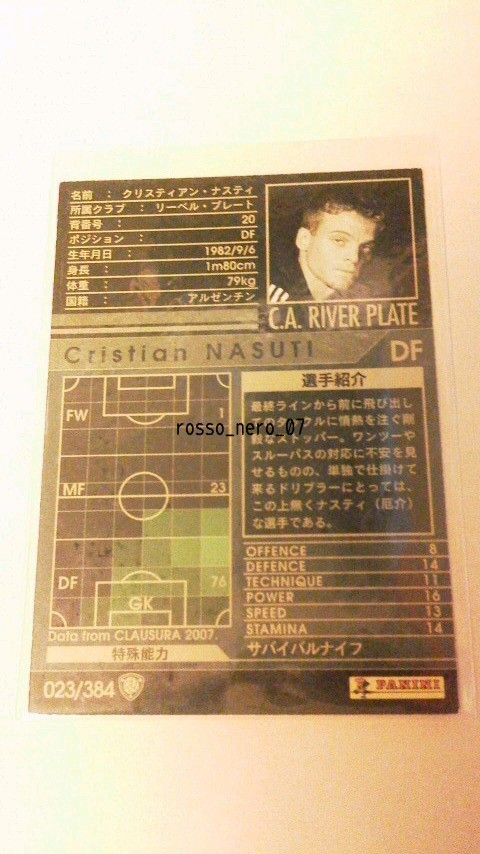 名前 : クリスティアン・ナスティ
所属クラブ : リーベル・プレート
背番号 : 20
ポジション : DF
生年月日 : 1982/9/6
身長 : 1m80cm
体重 : 79kg
国籍 : アルゼンチン
C.A. RIVER PLATE
Cristian NASUTI
DF
FW 1
MF 23
DF 76
GK
Data from CLAUSURA 2007.
特殊能力
選手紹介
最終ラインから前に飛び出し
クルに情熱を注ぐ削
なストッパー。ワンツーや
スルーパスの対応に不安を見
せるものの、単独で仕掛けて
来るドリブラーにとっては、
この上無くナスティ(厄介)
な選手である。
rosso_nero_07
OFFENCE 8
DEFENCE 14
TECHNIQUE 11
POWER 16
SPEED 13
STAMINA 14
サバイバルナイフ
023/384
PANINI